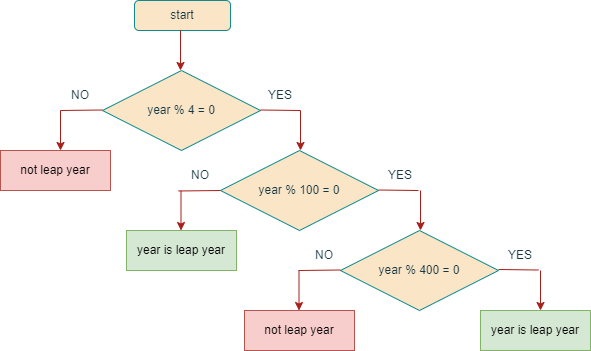 start
NO
YES
year % 4 = 0
not leap year
NO
YES
year % 100 = 0
year is leap year
NO
YES
year % 400 = 0
not leap year
year is leap year